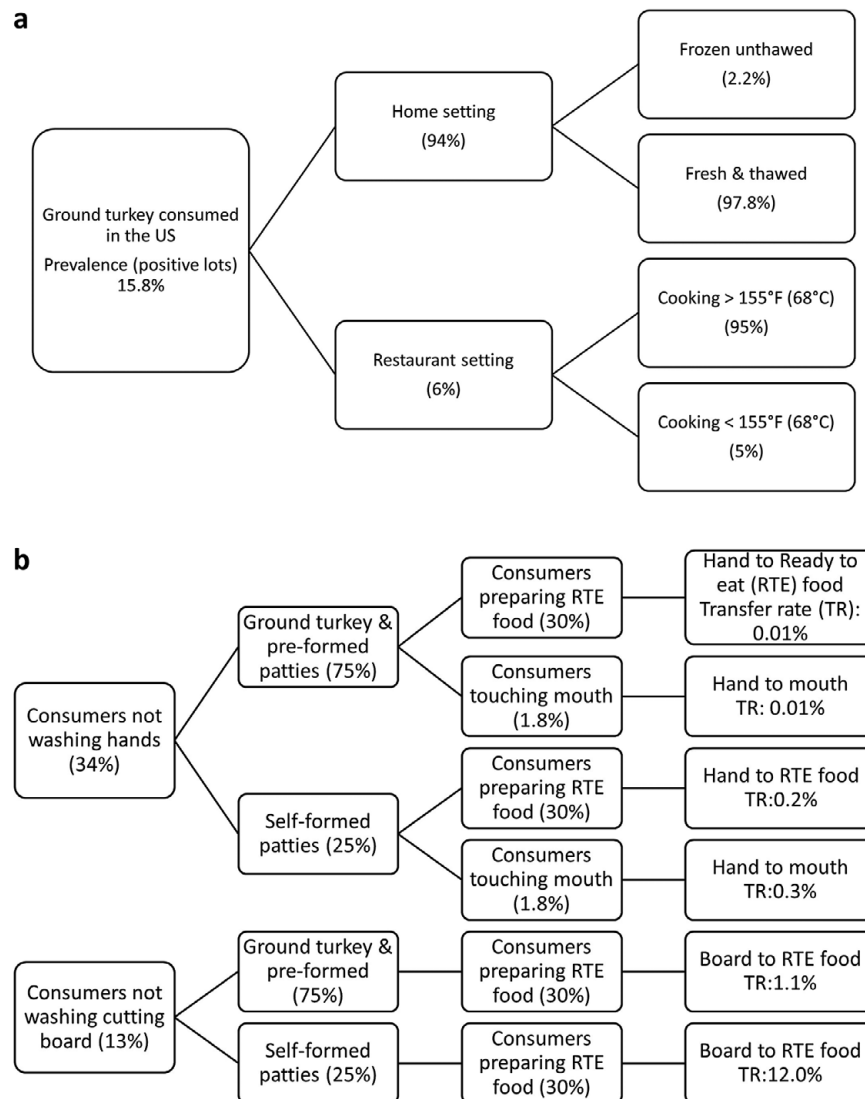 a
Ground turkey consumed
in the US
Prevalence (positive lots)
15.8%
Home setting
(94%)
Restaurant setting
(6%)
Frozen unthawed
(2.2%)
Fresh & thawed
(97.8%)
Cooking > 155°F (68°C)
(95%)
Cooking < 155°F (68°C)
(5%)
b
Consumers not
washing hands
(34%)
Ground turkey &
pre-formed
patties (75%)
Consumers
preparing RTE
food (30%)
Hand to Ready to
eat (RTE) food
Transfer rate (TR):
0.01%
Consumers
touching mouth
(1.8%)
Hand to mouth
TR: 0.01%
Self-formed
patties (25%)
Consumers
preparing RTE
food (30%)
Hand to RTE food
TR:0.2%
Consumers
touching mouth
(1.8%)
Hand to mouth
TR:0.3%
Consumers not
washing cutting
board (13%)
Ground turkey &
pre-formed
(75%)
Consumers
preparing RTE
food (30%)
Board to RTE food
TR:1.1%
Self-formed
patties (25%)
Consumers
preparing RTE
food (30%)
Board to RTE food
TR:12.0%